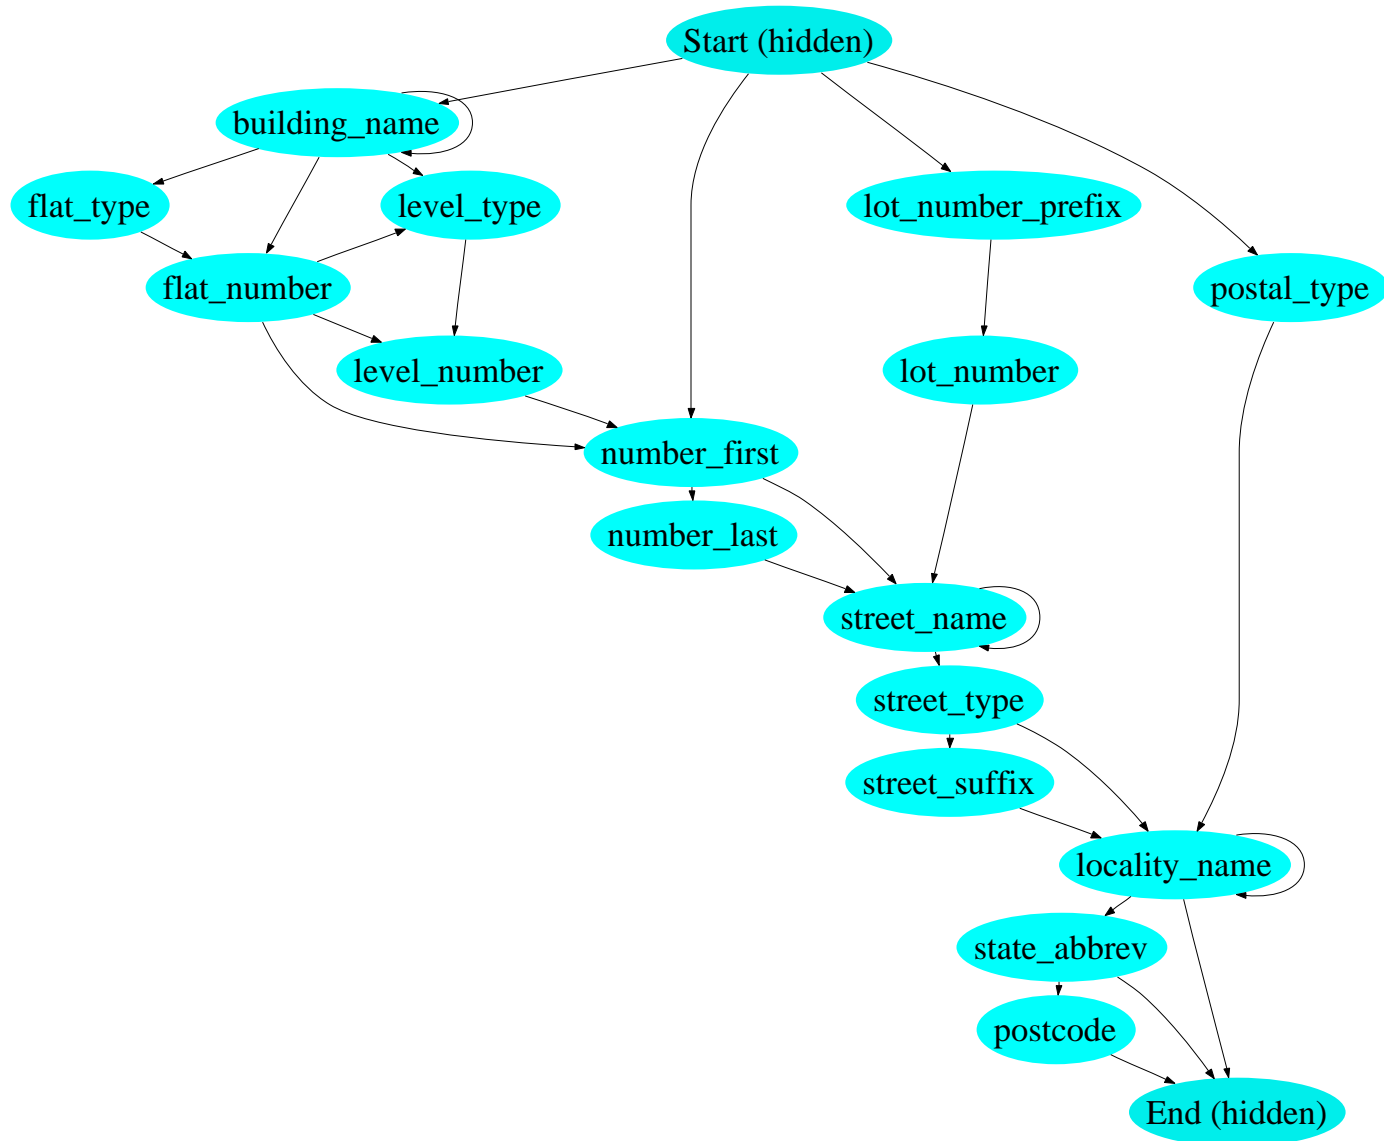 Start (hidden)
building_name
flat_type
level_type
lot_number_prefix
flat_number
postal_type
level_number
lot_number
number_first
number_last
street_name
street_type
street_suffix
locality_name
state_abbrev
postcode
End (hidden)